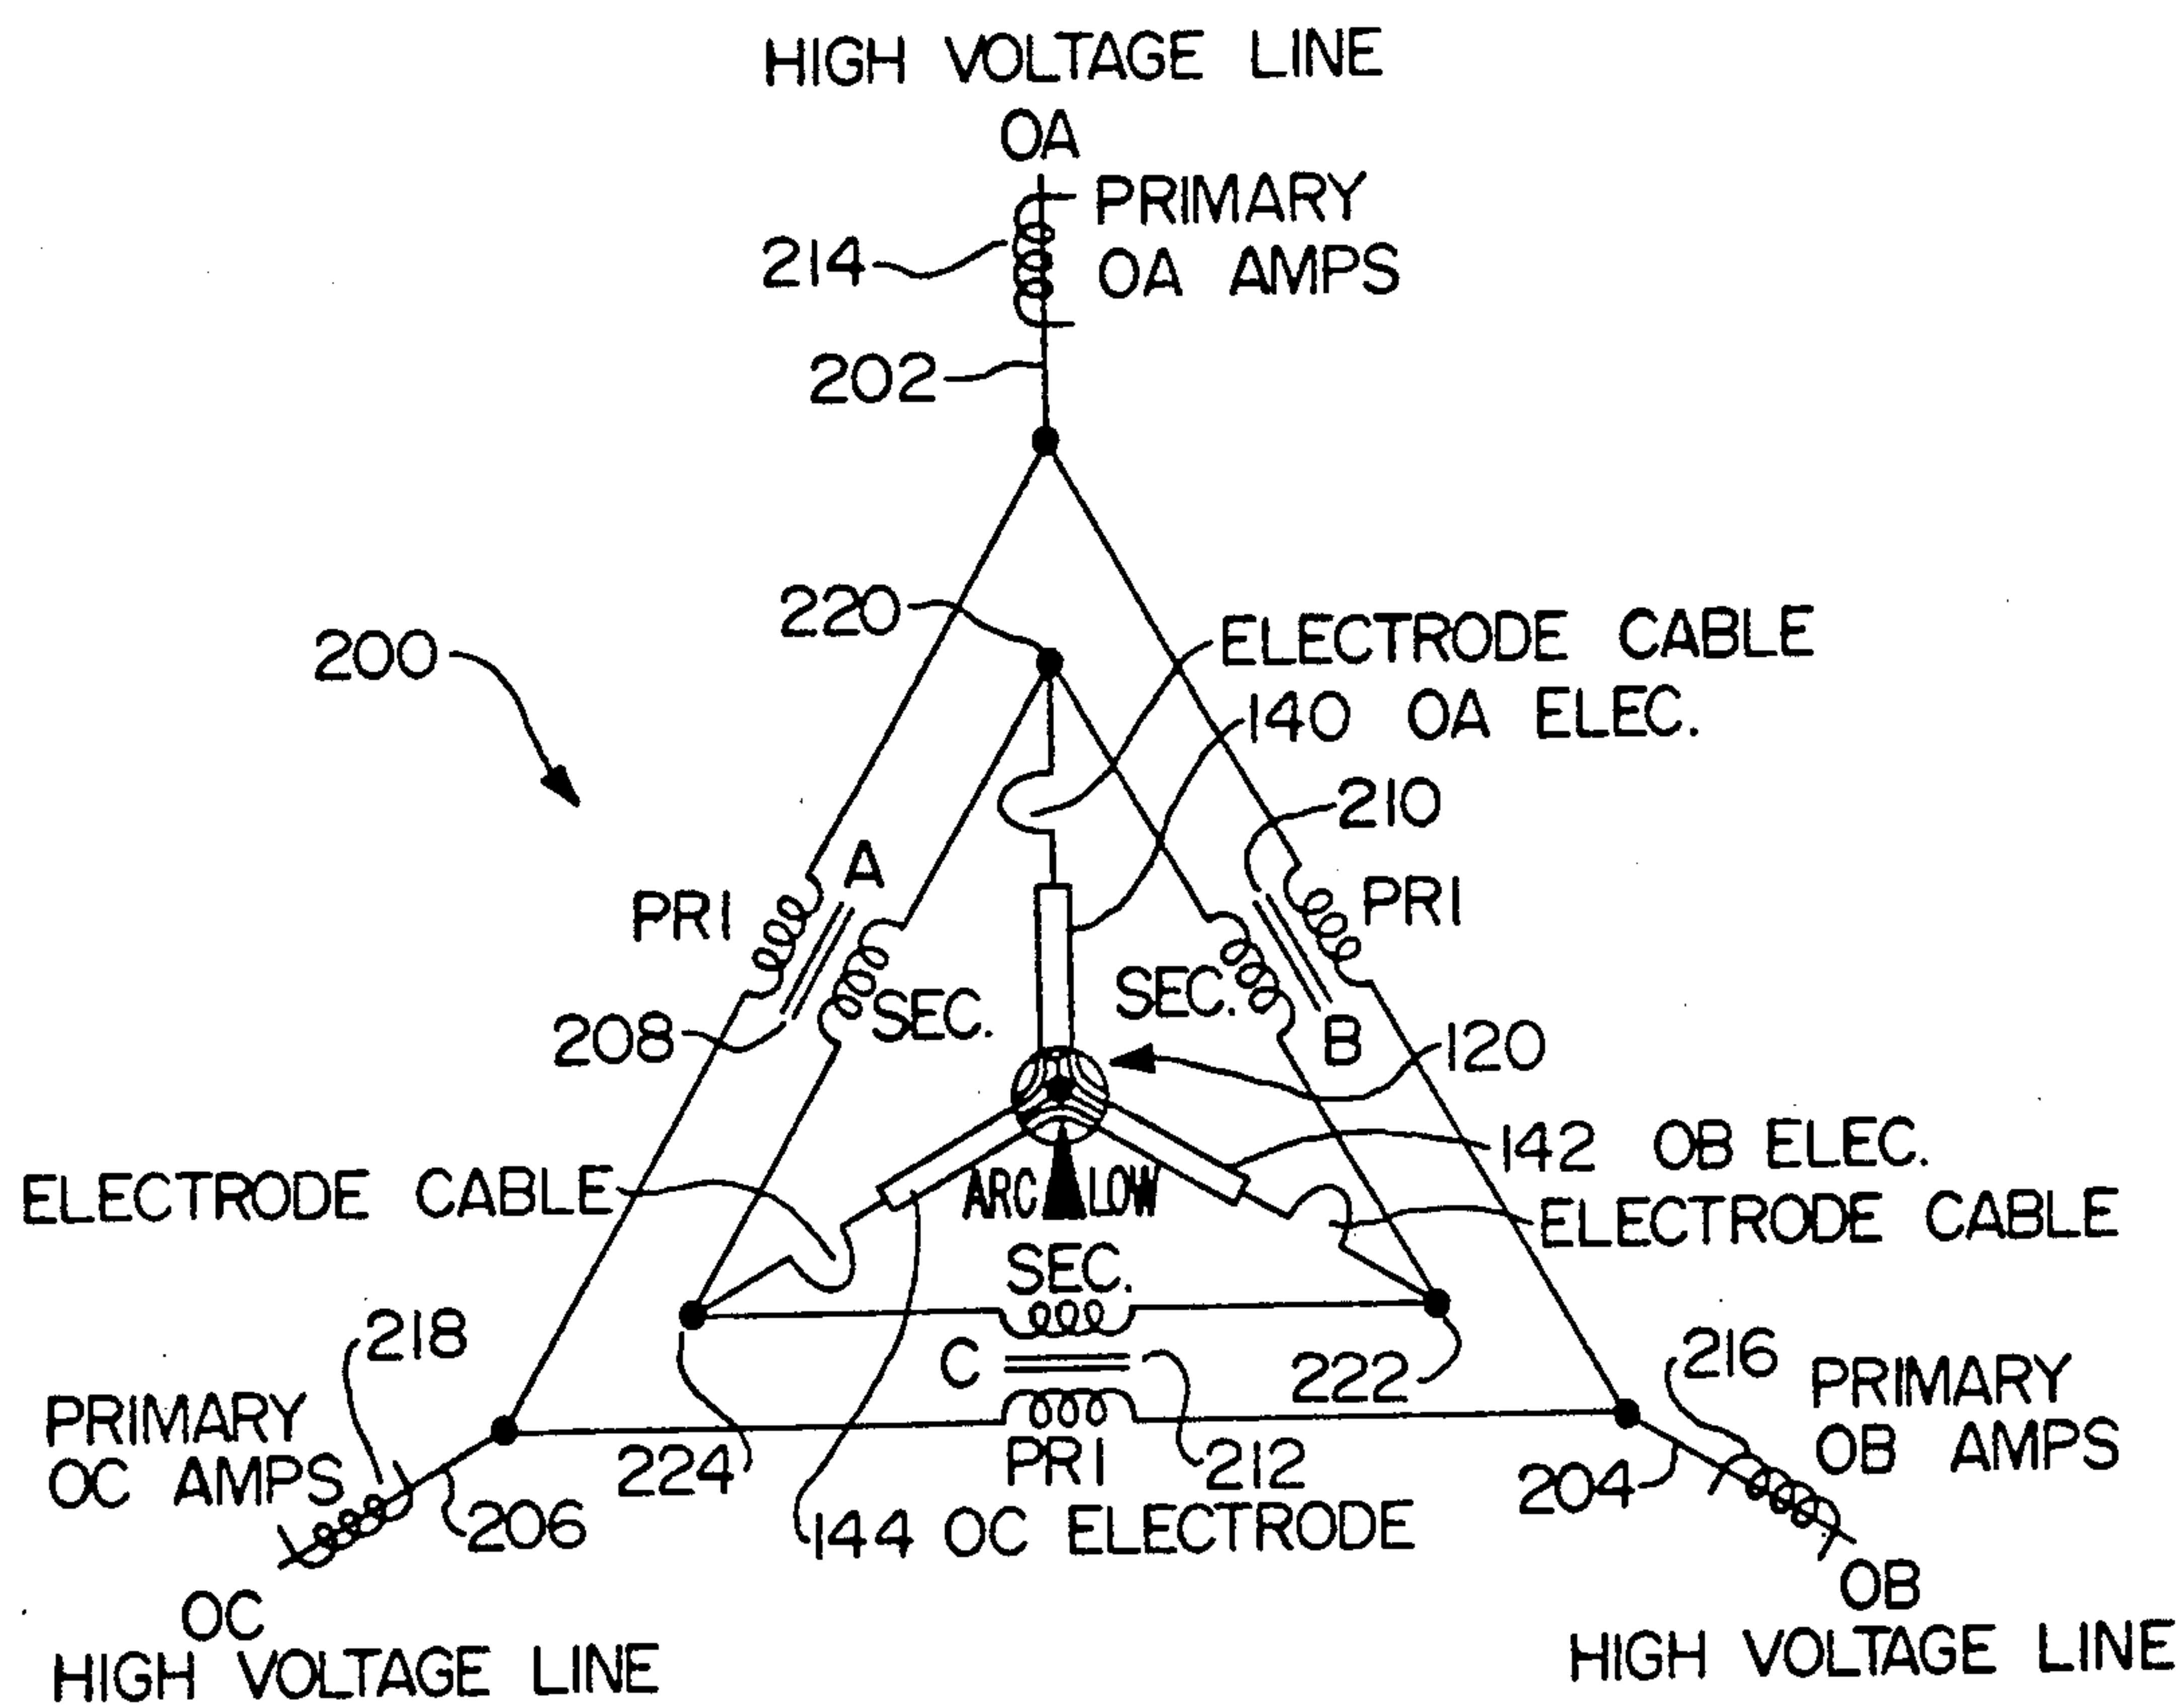 HIGH VOLTAGE LINE
OA
PRIMARY
214
OA AMPS
202
220
ELECTRODE CABLE
200
140 OA ELEC.
210
A
PRI
PRI
SEC.
SEC.
208
B
120
142 OB ELEC.
ELECTRODE CABLE
ARC LOW
ELECTRODE CABLE
SEC.
218
C
222
216
PRIMARY
OC AMPS
PRIMARY
OB AMPS
224
PRI
212
204
206
144 OC ELECTRODE
OC
HIGH VOLTAGE LINE
OB
HIGH VOLTAGE LINE